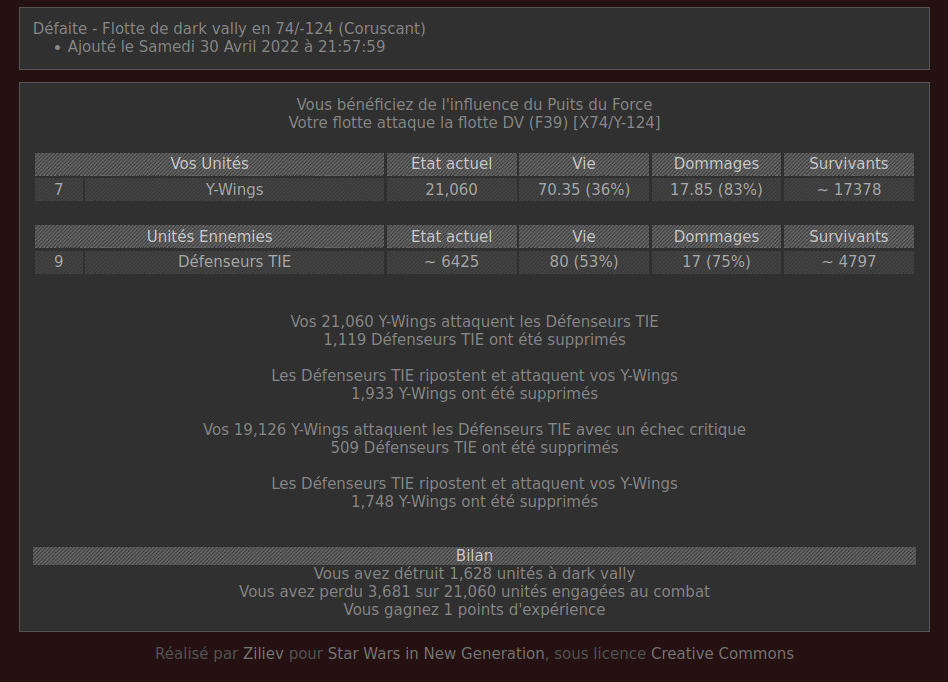 Défaite - Flotte de dark vally en 74/-124 (Coruscant)
• Ajouté le Samedi 30 Avril 2022 à 21:57:59
Vous bénéficiez de l'influence du Puits du Force
Votre flotte attaque la flotte DV (F39) [X74/Y-124]
Vos Unités Etat actuel Vie Dommages Survivants
7 Y-Wings 21,060 70.35 (36%) 17.85 (83%) ~ 17378
Unités Ennemies Etat actuel Vie Dommages Survivants
9 Défenseurs TIE ~ 6425 80 (53%) 17 (75%) ~ 4797
Vos 21,060 Y-Wings attaquent les Défenseurs TIE
1,119 Défenseurs TIE ont été supprimés
Les Défenseurs TIE ripostent et attaquent vos Y-Wings
1,933 Y-Wings ont été supprimés
Vos 19,126 Y-Wings attaquent les Défenseurs TIE avec un échec critique
509 Défenseurs TIE ont été supprimés
Les Défenseurs TIE ripostent et attaquent vos Y-Wings
1,748 Y-Wings ont été supprimés
Bilan
Vous avez détruit 1,628 unités à dark vally
Vous avez perdu 3,681 sur 21,060 unités engagées au combat
Vous gagnez 1 points d'expérience
Réalisé par Ziliev pour Star Wars in New Generation, sous licence Creative Commons